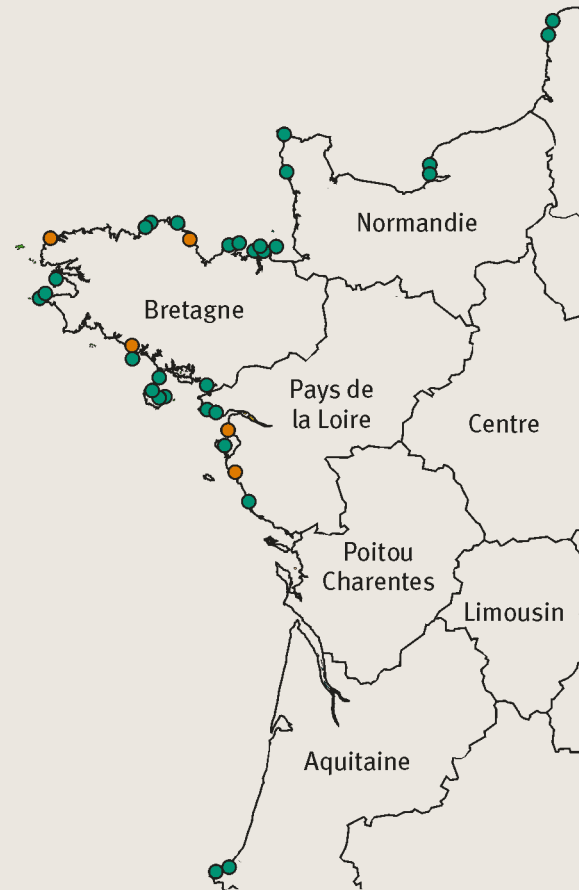 Normandie
Bretagne
Pays de
la Loire
Centre
Poitou
Charentes
Limousin
Aquitaine